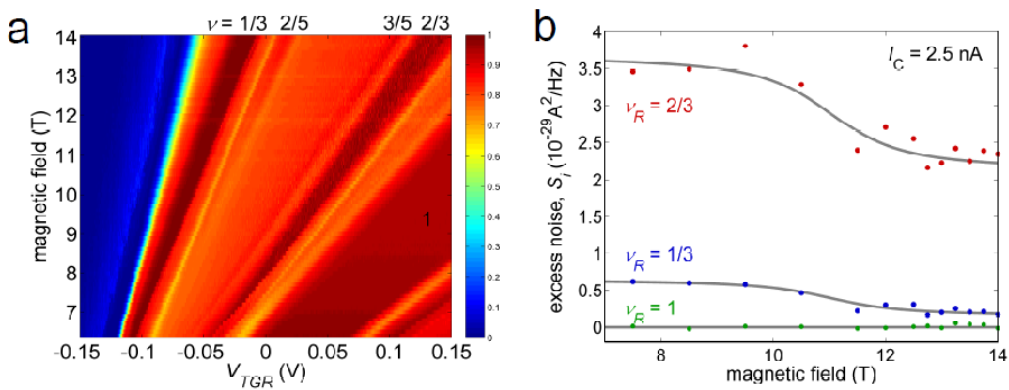 a
ν = 1/3 2/5 3/5 2/3
14
13
12
11
10
9
8
7
magnetic field (T)
1
-0.15 -0.1 -0.05 0 0.05 0.1 0.15
V_TGR (V)
1
0.9
0.8
0.7
0.6
0.5
0.4
0.3
0.2
0.1
0
b
4
3.5
3
2.5
2
1.5
1
0.5
0
excess noise, S_i (10^-29 A^2/Hz)
I_C = 2.5 nA
ν_R = 2/3
ν_R = 1/3
ν_R = 1
8 10 12 14
magnetic field (T)